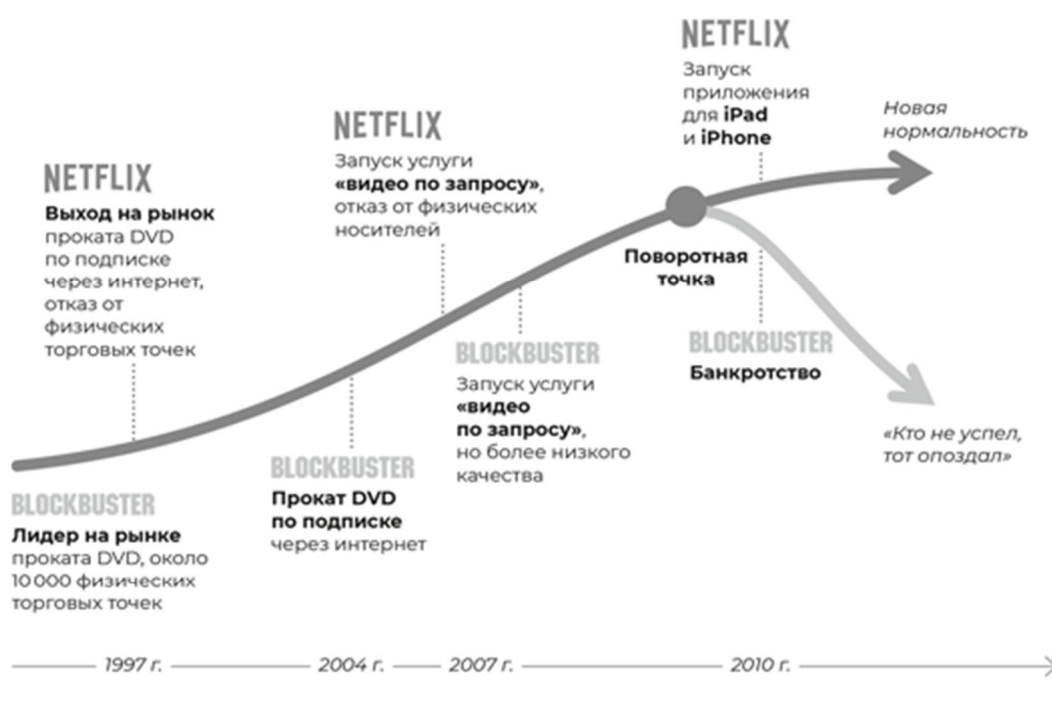 NETFLIX
Выход на рынок
проката DVD
по подписке
через интернет,
отказ от
физических
торговых точек
NETFLIX
Запуск услуги
«видео по запросу»,
отказ от физических
носителей
NETFLIX
Запуск
приложения
для iPad
и iPhone
Новая
нормальность
Поворотная
точка
BLOCKBUSTER
Лидер на рынке
проката DVD, около
10 000 физических
торговых точек
BLOCKBUSTER
Прокат DVD
по подписке
через интернет
BLOCKBUSTER
Запуск услуги
«видео
по запросу»,
но более низкого
качества
BLOCKBUSTER
Банкротство
«Кто не успел,
тот опоздал»
1997 г.
2004 г.
2007 г.
2010 г.